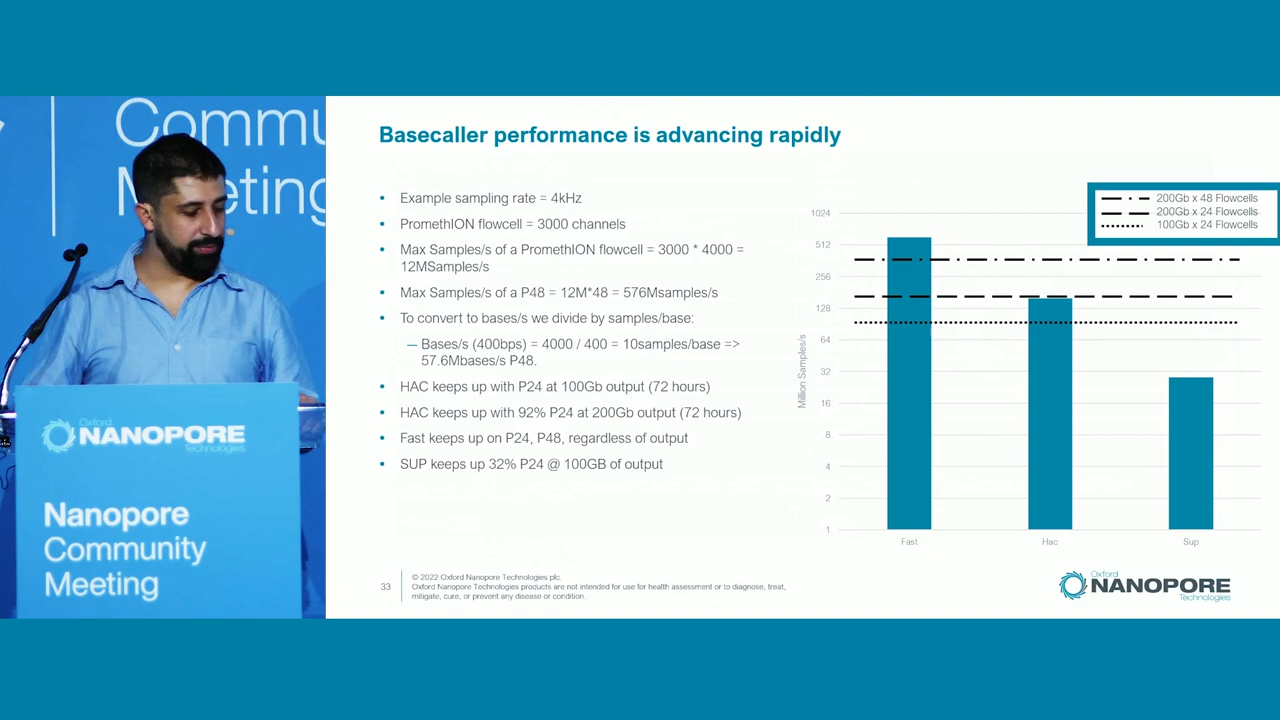 Commu
Meeting
Oxford
NANOPORE
Technologies
Nanopore
Community
Meeting
Basecaller performance is advancing rapidly
• Example sampling rate = 4kHz
• PromethION flowcell = 3000 channels
• Max Samples/s of a PromethION flowcell = 3000 * 4000 =
12MSamples/s
• Max Samples/s of a P48 = 12M*48 = 576Msamples/s
• To convert to bases/s we divide by samples/base:
— Bases/s (400bps) = 4000 / 400 = 10samples/base =>
57.6Mbases/s P48.
• HAC keeps up with P24 at 100Gb output (72 hours)
• HAC keeps up with 92% P24 at 200Gb output (72 hours)
• Fast keeps up on P24, P48, regardless of output
• SUP keeps up 32% P24 @ 100GB of output
200Gb x 48 Flowcells
200Gb x 24 Flowcells
100Gb x 24 Flowcells
Million Samples/s
1024
512
256
128
64
32
16
8
4
2
1
Fast Hac Sup
33
© 2022 Oxford Nanopore Technologies plc.
Oxford Nanopore Technologies products are not intended for use for health assessment or to diagnose, treat,
mitigate, cure, or prevent any disease or condition.
Oxford
NANOPORE
Technologies